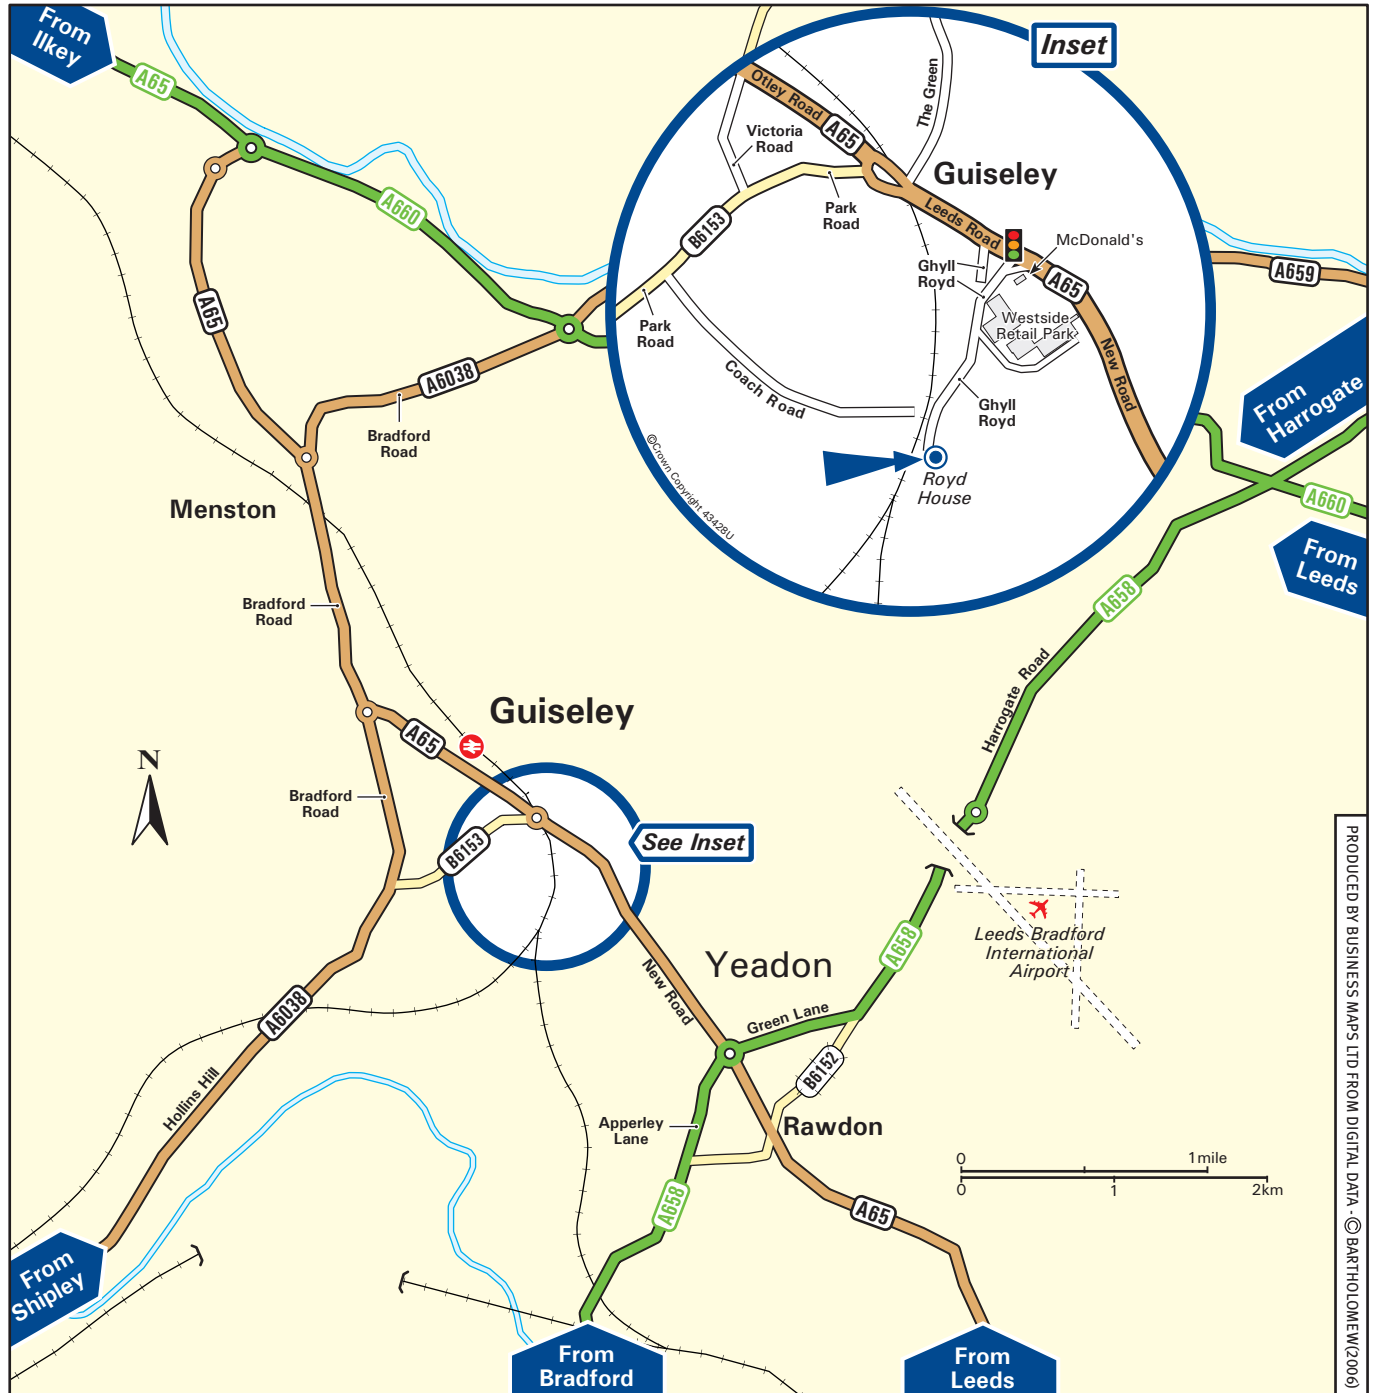 From
Ilkey
A65
A660
A65
A6038
Bradford
Road
Menston
Bradford
Road
Bradford
Road
A65
Guiseley
B6153
See Inset
N
A6038
Hollins Hill
From
Shipley
Inset
Otley Road
A65
The Green
Victoria
Road
Guiseley
Park
Road
B6153
Leeds Road
McDonald's
Ghyll
Royd
A65
Westside
Retail Park
Park
Road
Coach Road
New Road
Ghyll
Royd
Royd
House
©Crown Copyright 43428U
A659
From
Harrogate
A660
From
Leeds
A658
Harrogate Road
Leeds Bradford
International
Airport
A658
Yeadon
New Road
Green Lane
B6152
Apperley
Lane
Rawdon
A658
A65
0
1mile
0
1
2km
From
Bradford
From
Leeds
PRODUCED BY BUSINESS MAPS LTD FROM DIGITAL DATA - © BARTHOLOMEW(2006)